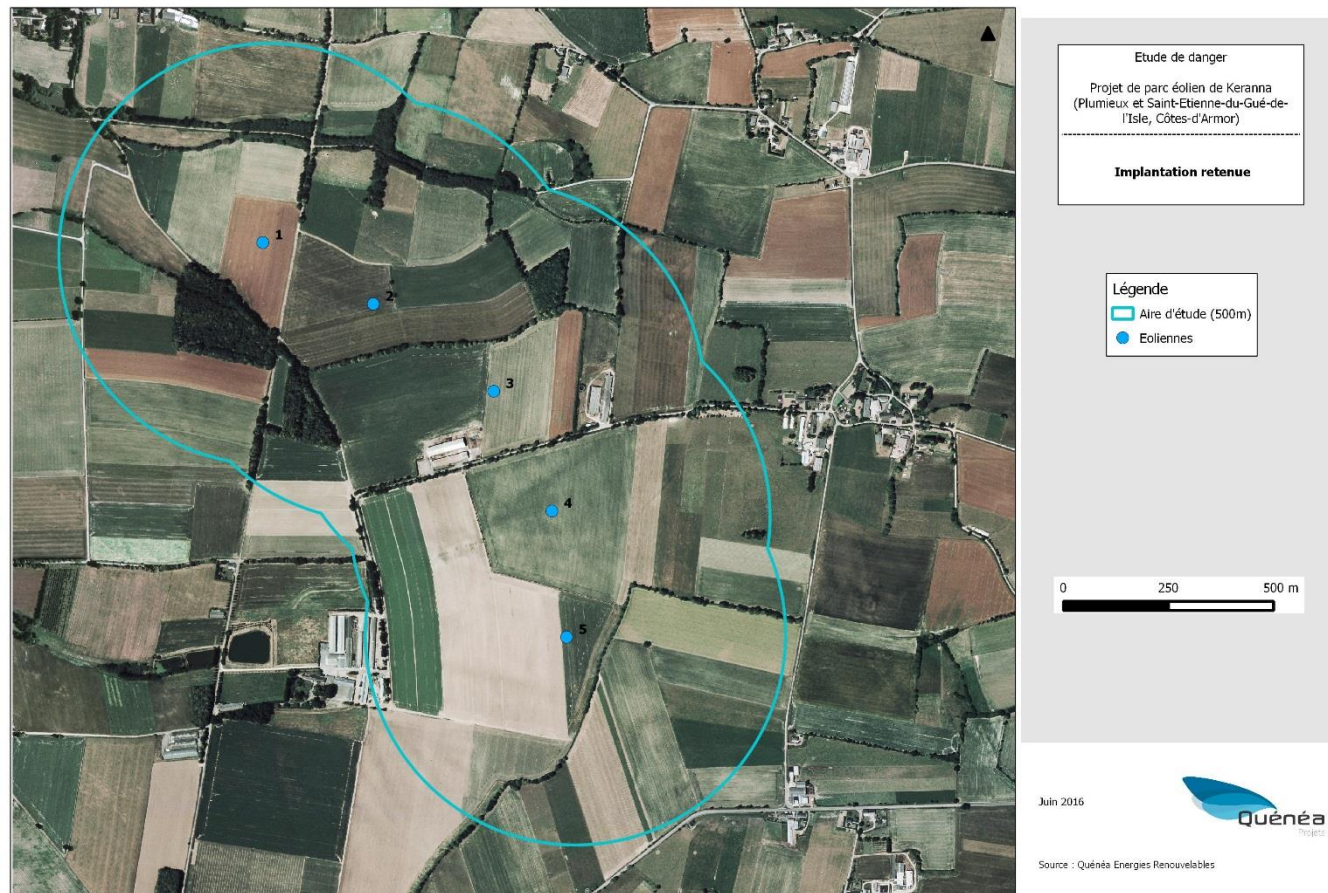 Etude de danger
Projet de parc éolien de Keranna
(Plumieux et Saint-Etienne-du-Gué-de-
l'Isle, Côtes-d'Armor)
Implantation retenue
1
2
3
4
5
Légende
Aire d'étude (500m)
Eoliennes
0 250 500 m
Juin 2016
Quénéa
Projets
Source : Quénéa Energies Renouvelables